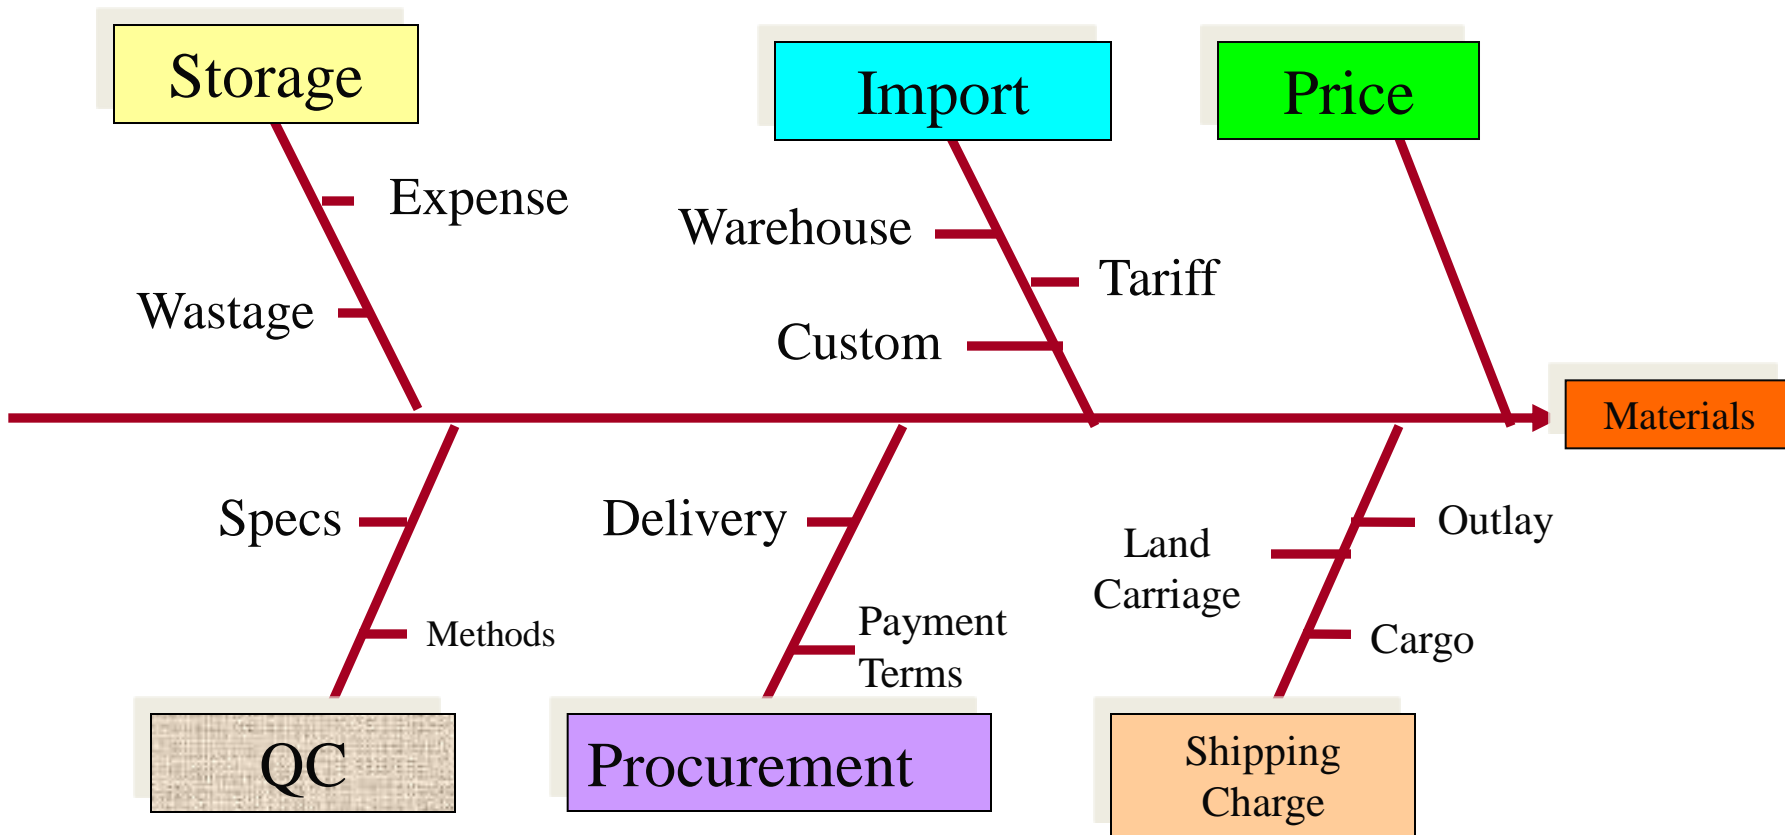 Storage
Import
Price
Expense
Warehouse
Tariff
Wastage
Custom
Materials
Specs
Delivery
Land
Carriage
Outlay
Methods
Payment
Terms
Cargo
QC
Procurement
Shipping
Charge